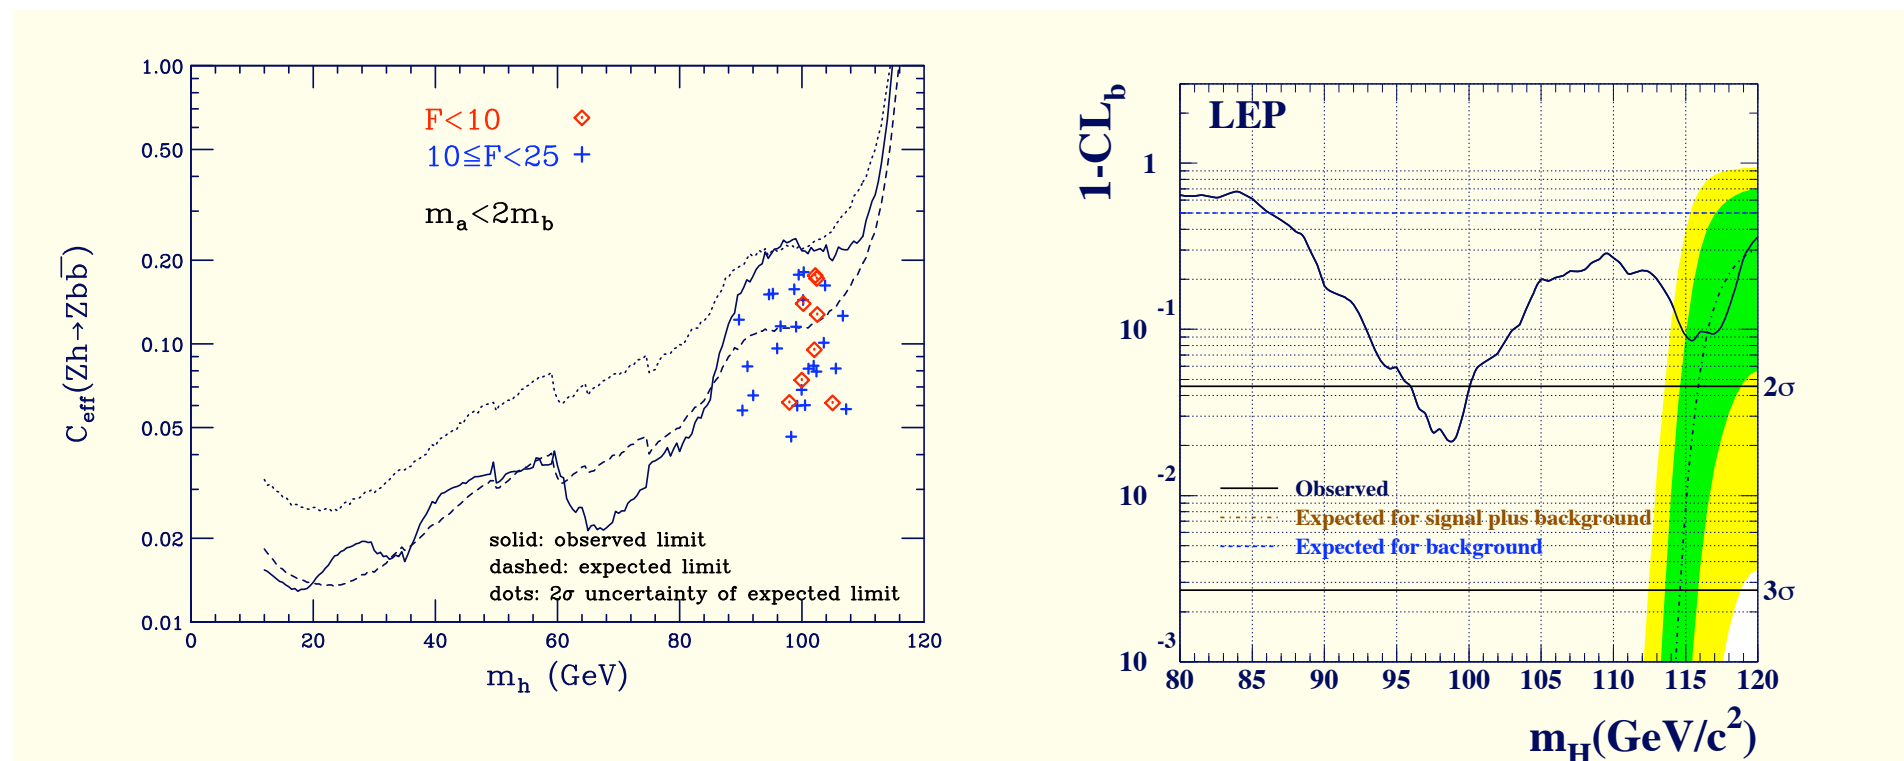 C_eff(Zh→Zbb̄)
1.00
0.50
0.20
0.10
0.05
0.02
0.01
F<10
10≦F<25
m_a<2m_b
solid: observed limit
dashed: expected limit
dots: 2σ uncertainty of expected limit
0 20 40 60 80 100 120
m_h (GeV)
1-CL_b
LEP
1
10^-1
10^-2
10^-3
2σ
3σ
Observed
Expected for signal plus background
Expected for background
80 85 90 95 100 105 110 115 120
m_H(GeV/c^2)